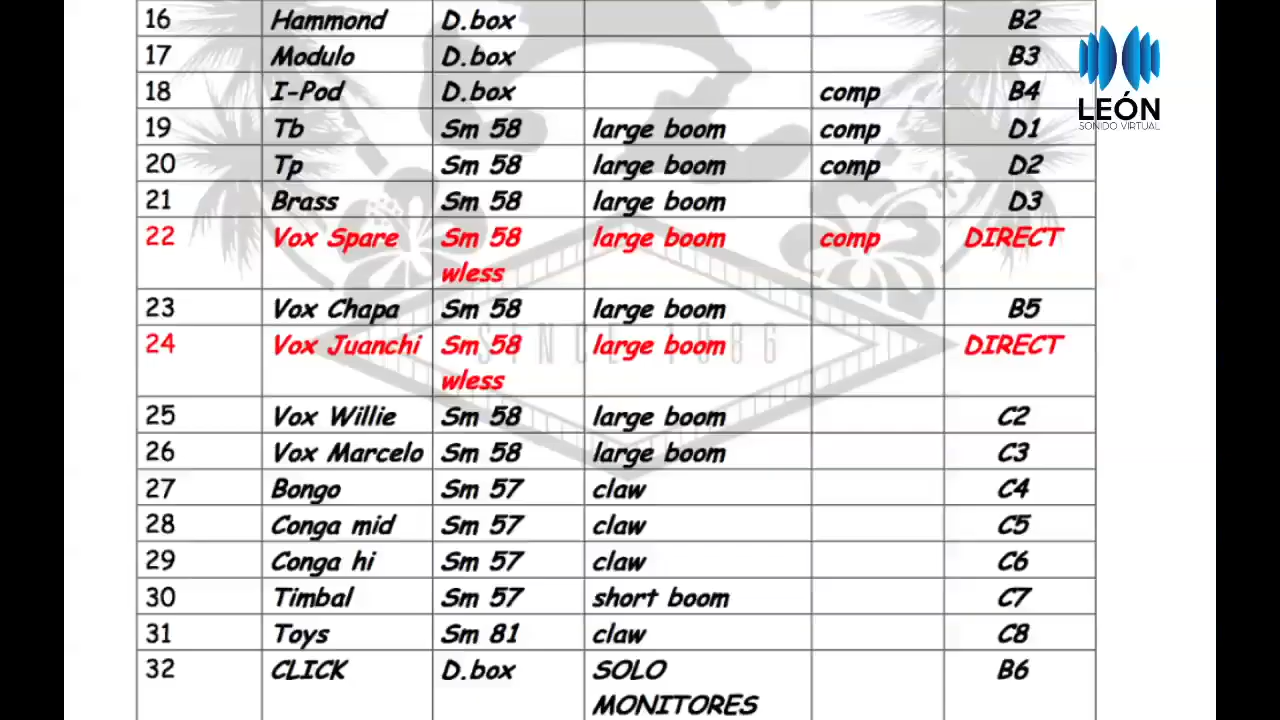 16 Hammond D.box B2
17 Modulo D.box B3
18 I-Pod D.box comp B4
19 Tb Sm 58 large boom comp D1
20 Tp Sm 58 large boom comp D2
21 Brass Sm 58 large boom D3
22 Vox Spare Sm 58 large boom comp DIRECT
wless
23 Vox Chapa Sm 58 large boom B5
24 Vox Juanchi Sm 58 large boom DIRECT
wless
25 Vox Willie Sm 58 large boom C2
26 Vox Marcelo Sm 58 large boom C3
27 Bongo Sm 57 claw C4
28 Conga mid Sm 57 claw C5
29 Conga hi Sm 57 claw C6
30 Timbal Sm 57 short boom C7
31 Toys Sm 81 claw C8
32 CLICK D.box SOLO B6
MONITORES
SINCE 1986
LEÓN
SONIDO VIRTUAL